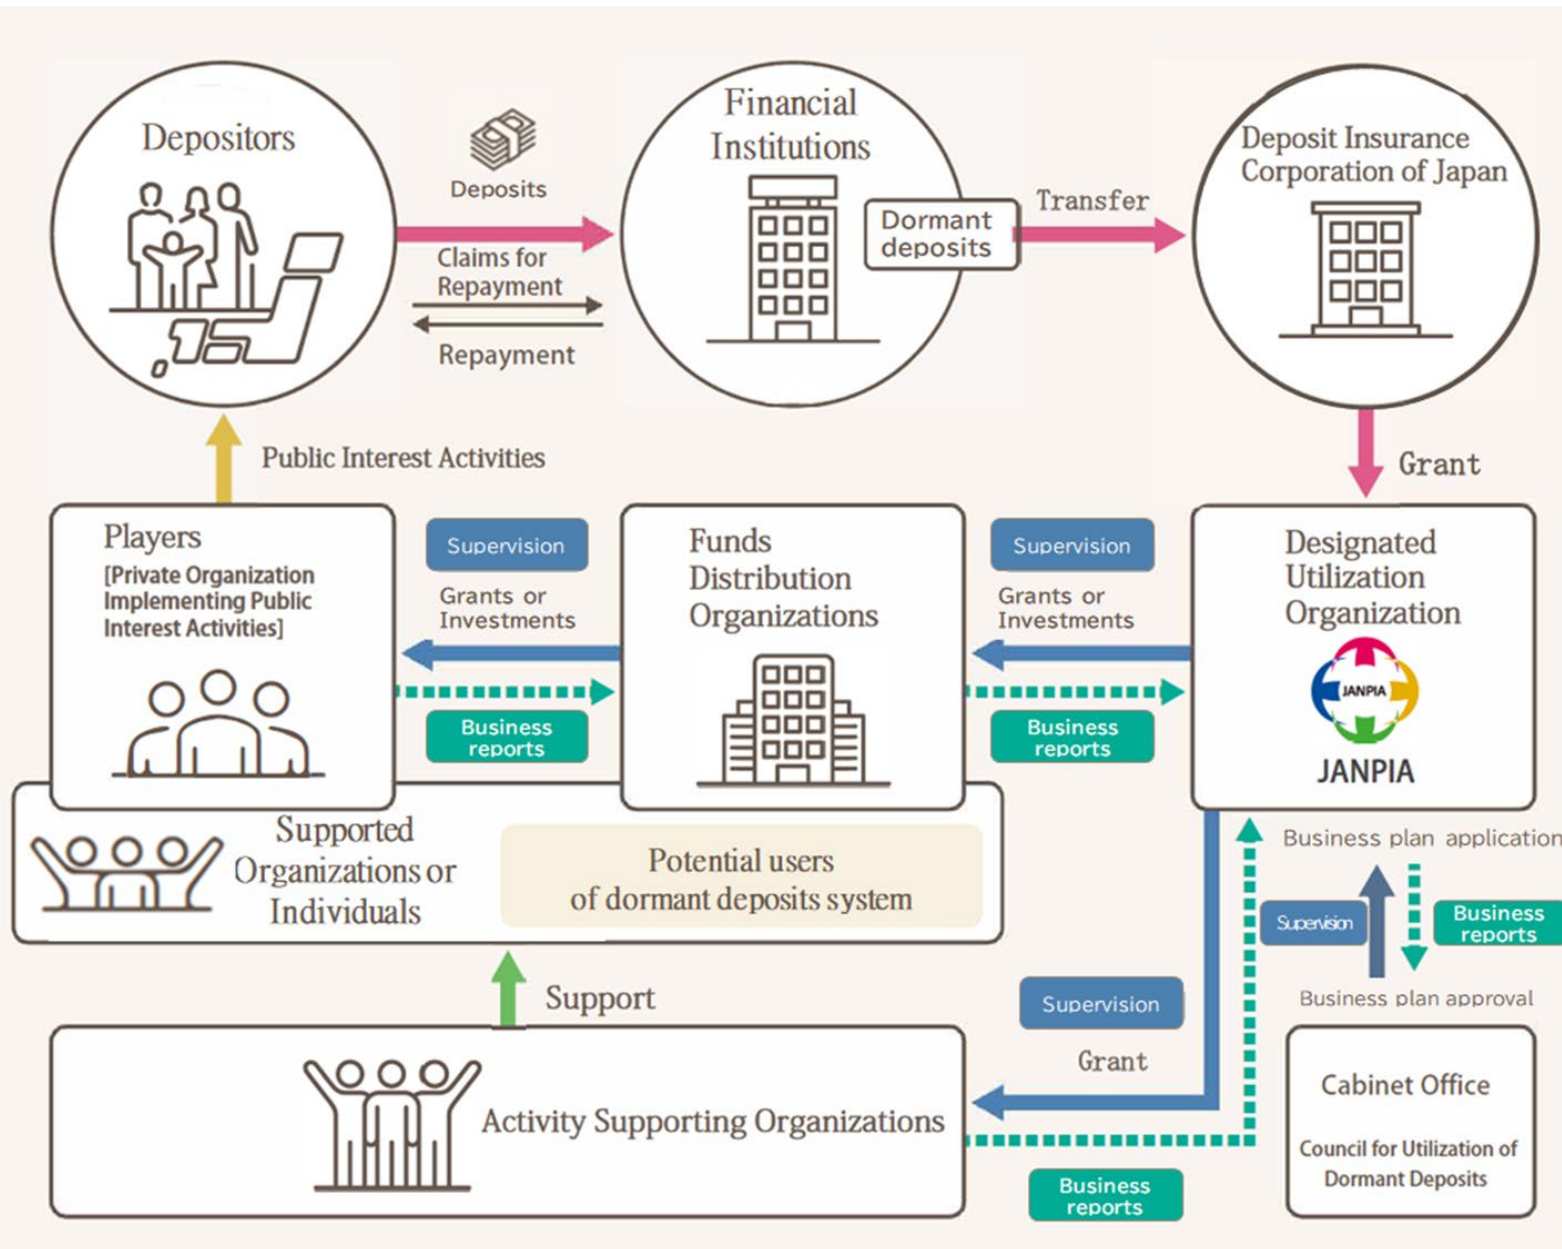 Depositors
Deposits
Claims for
Repayment
Repayment
Financial
Institutions
Dormant
deposits
Transfer
Deposit Insurance
Corporation of Japan
Public Interest Activities
Grant
Players
[Private Organization
Implementing Public
Interest Activities]
Supervision
Grants or
Investments
Business
reports
Funds
Distribution
Organizations
Supervision
Grants or
Investments
Business
reports
Designated
Utilization
Organization
JANPIA
JANPIA
Supported
Organizations or
Individuals
Potential users
of dormant deposits system
Business plan application
Supervision
Business
reports
Business plan approval
Support
Supervision
Grant
Activity Supporting Organizations
Business
reports
Cabinet Office
Council for Utilization of
Dormant Deposits